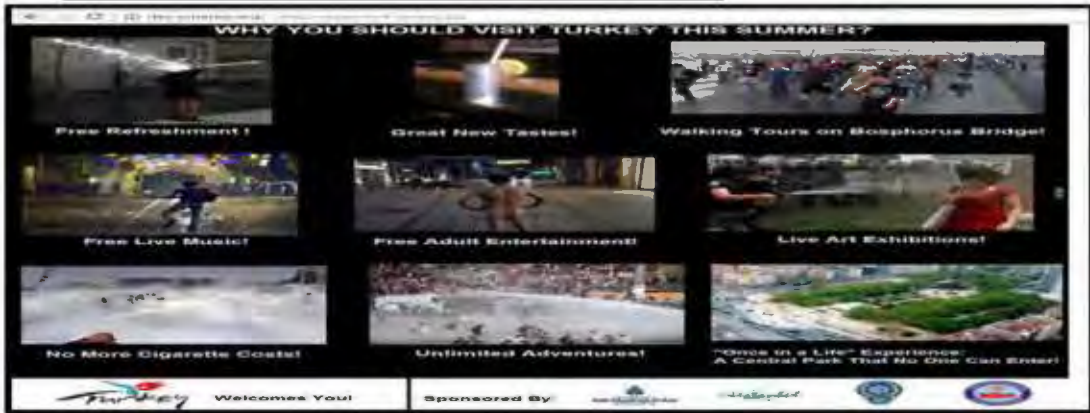 WHY YOU SHOULD VISIT TURKEY THIS SUMMER?
Free Refreshment !
Great New Tastes!
Walking Tours on Bosphorus Bridge!
Free Live Music!
Free Adult Entertainment!
Live Art Exhibitions!
No More Cigarette Costs!
Unlimited Adventures!
"Once in a Life" Experience:
A Central Park That No One Can Enter!
Turkey Welcomes You!
Sponsored By